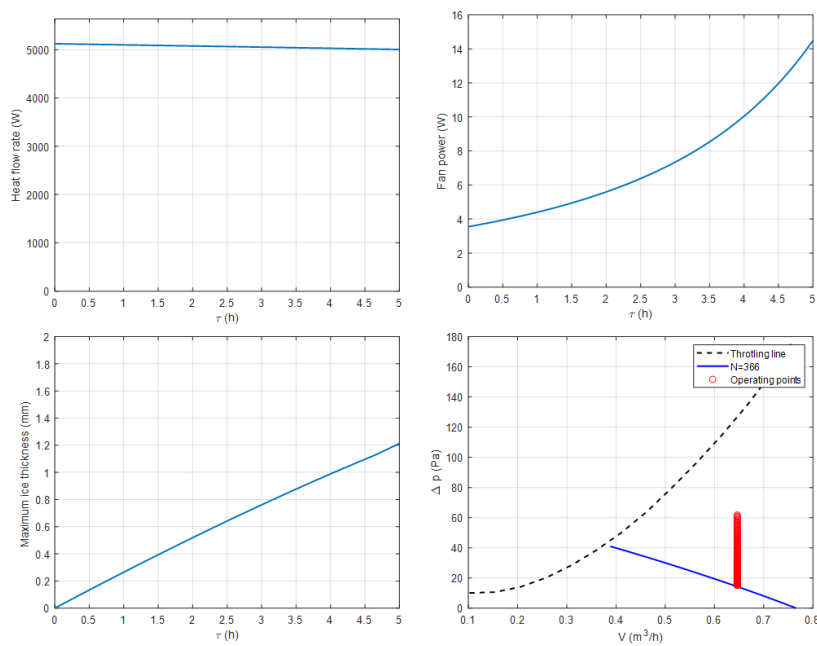 5000
4000
3000
2000
1000
0
Heat flow rate (W)
0 0.5 1 1.5 2 2.5 3 3.5 4 4.5 5
τ (h)
16
14
12
10
8
6
4
2
0
Fan power (W)
0 0.5 1 1.5 2 2.5 3 3.5 4 4.5 5
τ (h)
2
1.8
1.6
1.4
1.2
1
0.8
0.6
0.4
0.2
0
Maximum ice thickness (mm)
0 0.5 1 1.5 2 2.5 3 3.5 4 4.5 5
τ (h)
180
160
140
120
100
80
60
40
20
0
Δ p (Pa)
Throtling line
N=366
Operating points
0.1 0.2 0.3 0.4 0.5 0.6 0.7 0.8
V (m³/h)